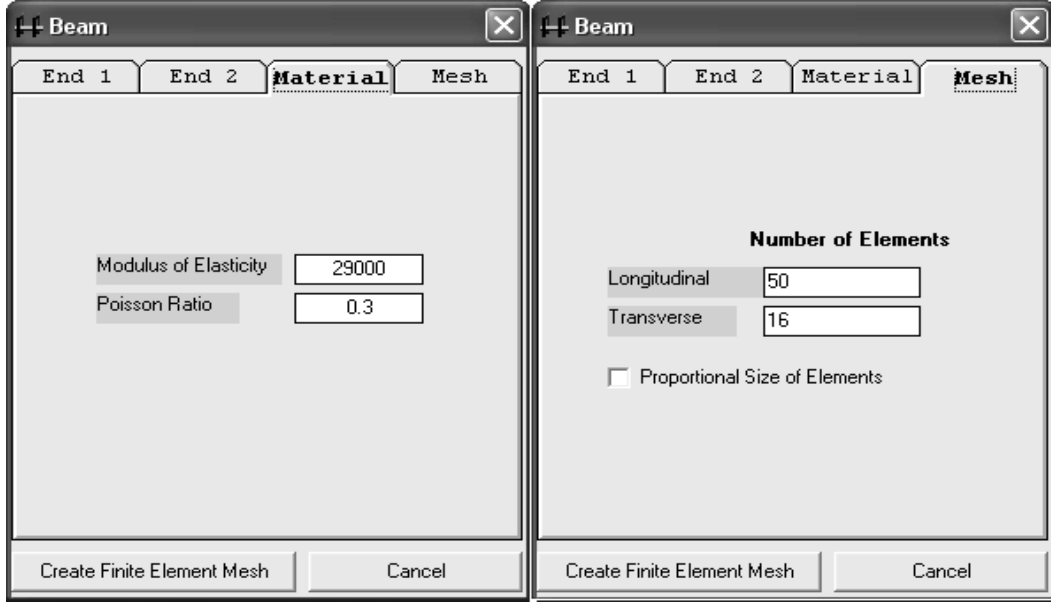 Beam
End 1 End 2 Material Mesh
Modulus of Elasticity 29000
Poisson Ratio 0.3
Create Finite Element Mesh Cancel
Beam
End 1 End 2 Material Mesh
Number of Elements
Longitudinal 50
Transverse 16
Proportional Size of Elements
Create Finite Element Mesh Cancel